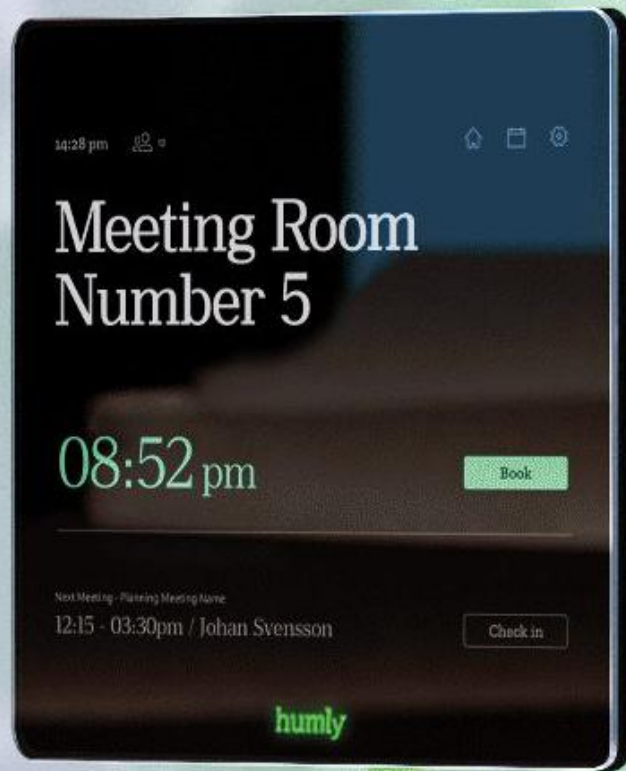 14:28 pm
Meeting Room
Number 5
08:52 pm
Book
Next Meeting - Planning Meeting Name
12:15 - 03:30pm / Johan Svensson
Check in
humly